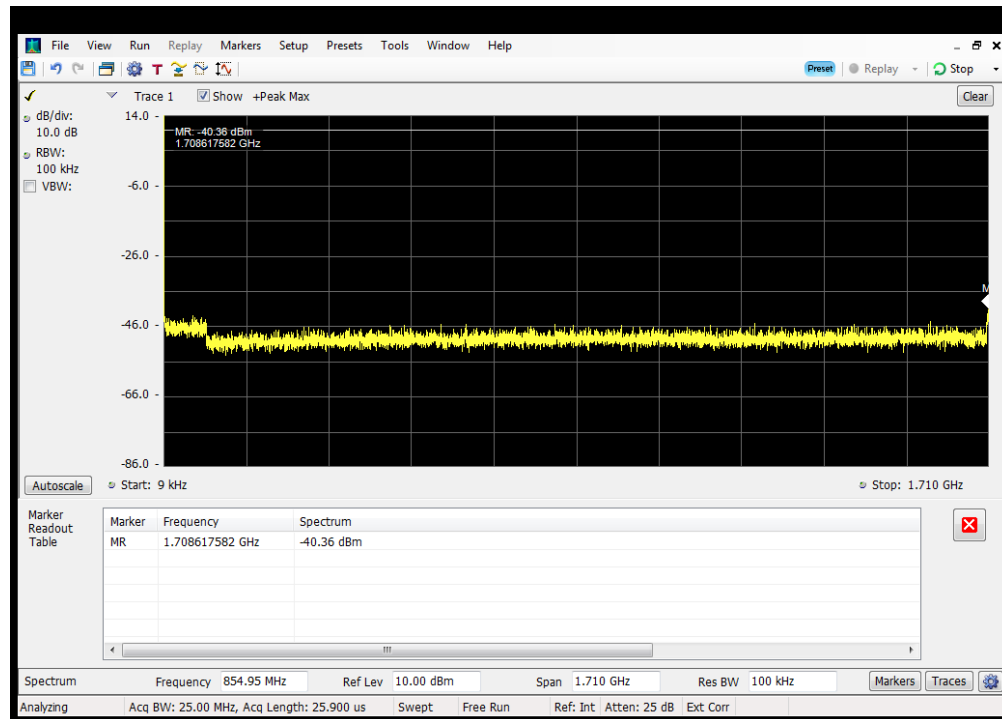 File View Run Replay Markers Setup Presets Tools Window Help
Preset Replay Stop
Trace 1 Show +Peak Max Clear
dB/div: 14.0 -
10.0 dB
MR: -40.36 dBm
1.708617582 GHz
RBW:
100 kHz
VBW: -6.0 -
-26.0 -
M
-46.0 -
-66.0 -
-86.0 -
Autoscale Start: 9 kHz Stop: 1.710 GHz
Marker
Readout
Table
Marker Frequency Spectrum
MR 1.708617582 GHz -40.36 dBm
Spectrum Frequency 854.95 MHz Ref Lev 10.00 dBm Span 1.710 GHz Res BW 100 kHz Markers Traces
Analyzing Acq BW: 25.00 MHz, Acq Length: 25.900 us Swept Free Run Ref: Int Atten: 25 dB Ext Corr